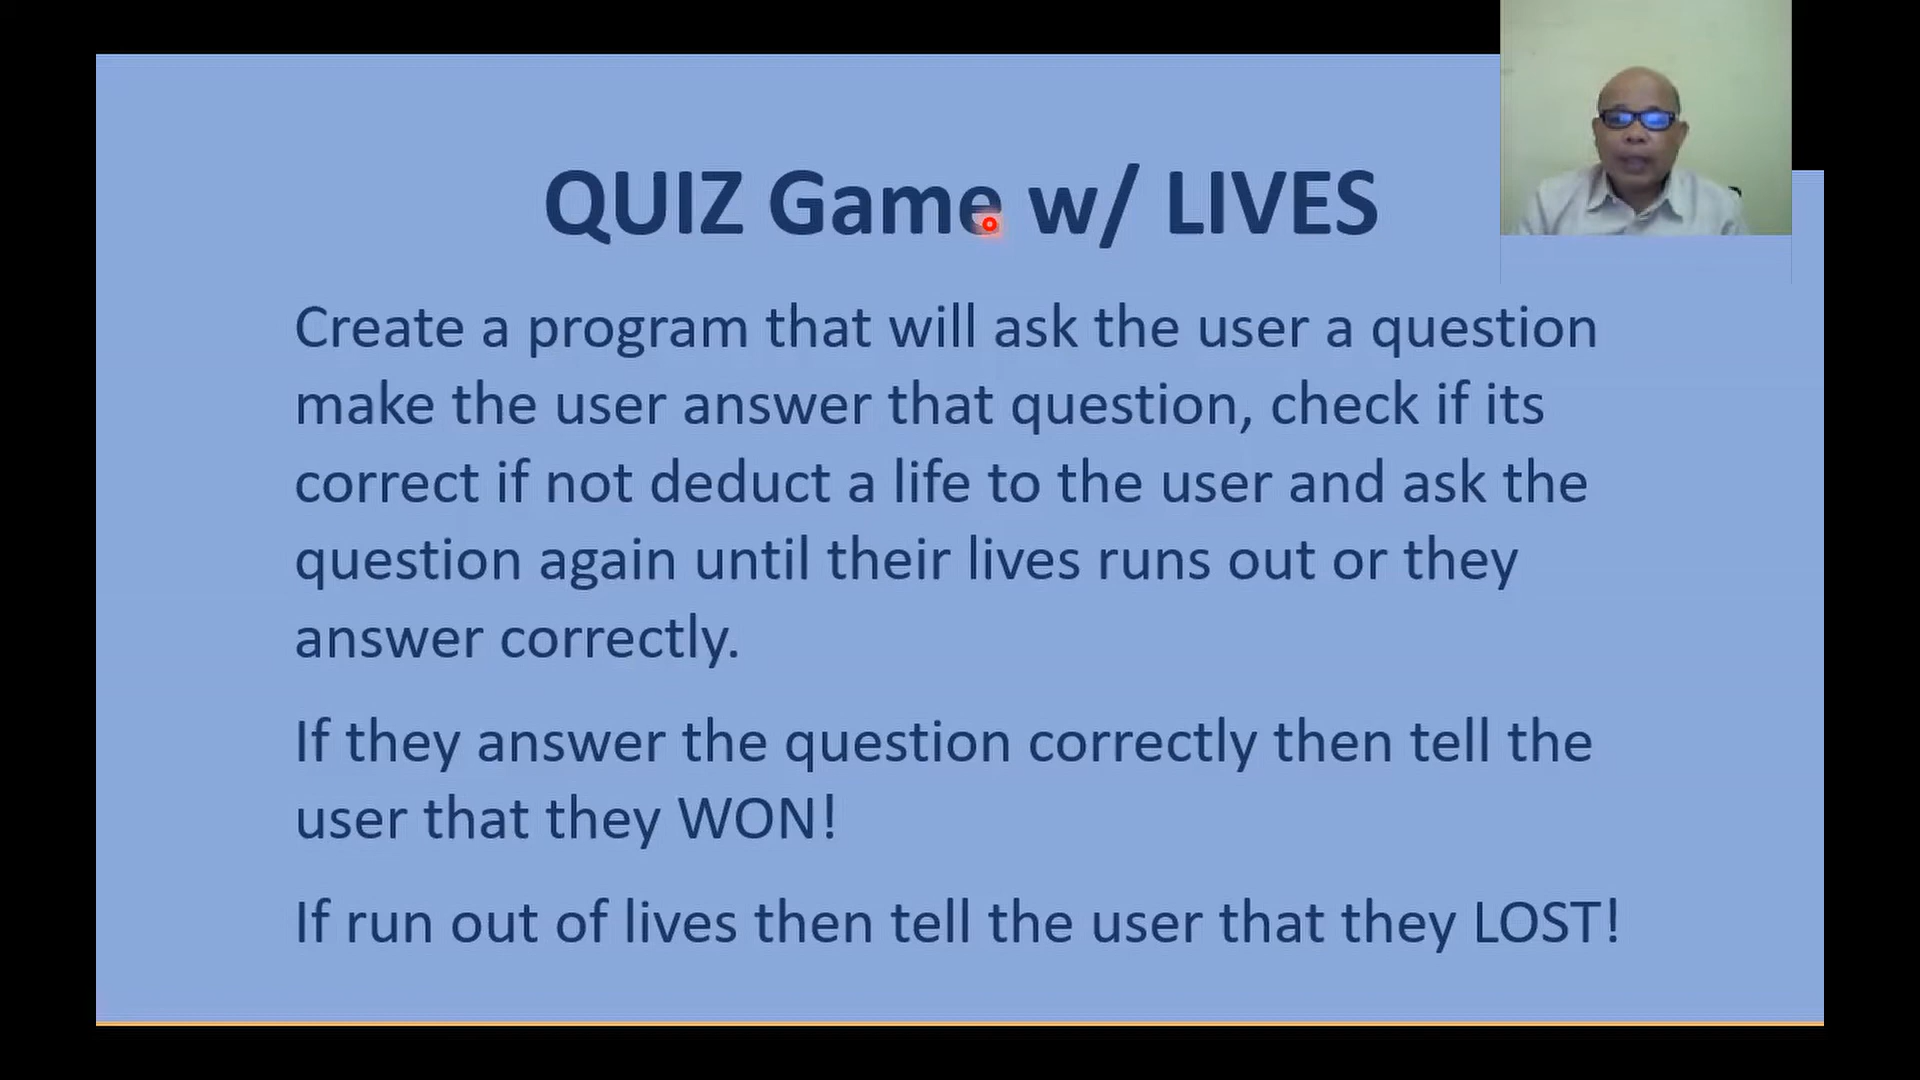 QUIZ Game w/ LIVES
Create a program that will ask the user a question
make the user answer that question, check if its
correct if not deduct a life to the user and ask the
question again until their lives runs out or they
answer correctly.
If they answer the question correctly then tell the
user that they WON!
If run out of lives then tell the user that they LOST!